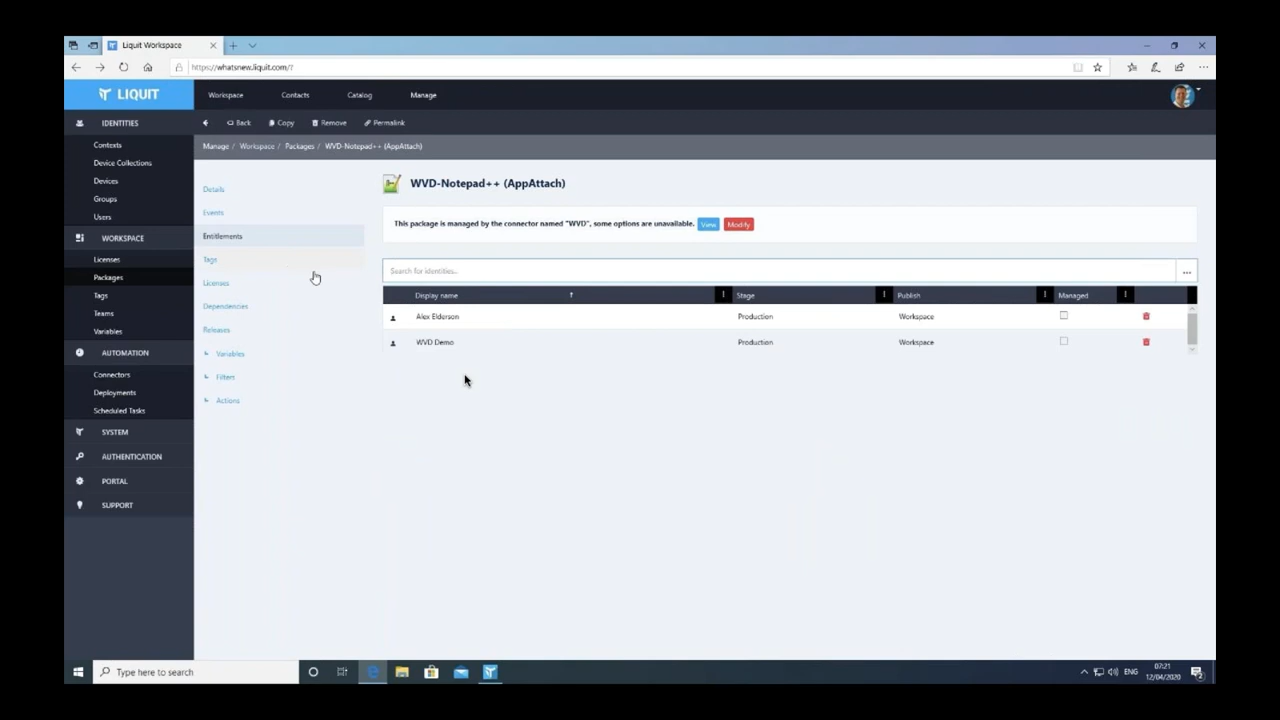 Liquit Workspace
https://whatsnew.liquit.com/?
LIQUIT
Workspace Contacts Catalog Manage
IDENTITIES
Back Copy Remove Permalink
Manage / Workspace / Packages / WVD-Notepad++ (AppAttach)
Contexts
Device Collections
Devices
Groups
Users
WORKSPACE
Licenses
Packages
Tags
Teams
Variables
AUTOMATION
Connectors
Deployments
Scheduled Tasks
SYSTEM
AUTHENTICATION
PORTAL
SUPPORT
Details
Events
Entitlements
Tags
Licenses
Dependencies
Releases
Variables
Filters
Actions
WVD-Notepad++ (AppAttach)
This package is managed by the connector named "WVD", some options are unavailable. View Modify
Search for identities...
...
Display name Stage Publish Managed
Alex Elderson Production Workspace
WVD Demo Production Workspace
Type here to search
ENG
07:21
12/04/2020
2